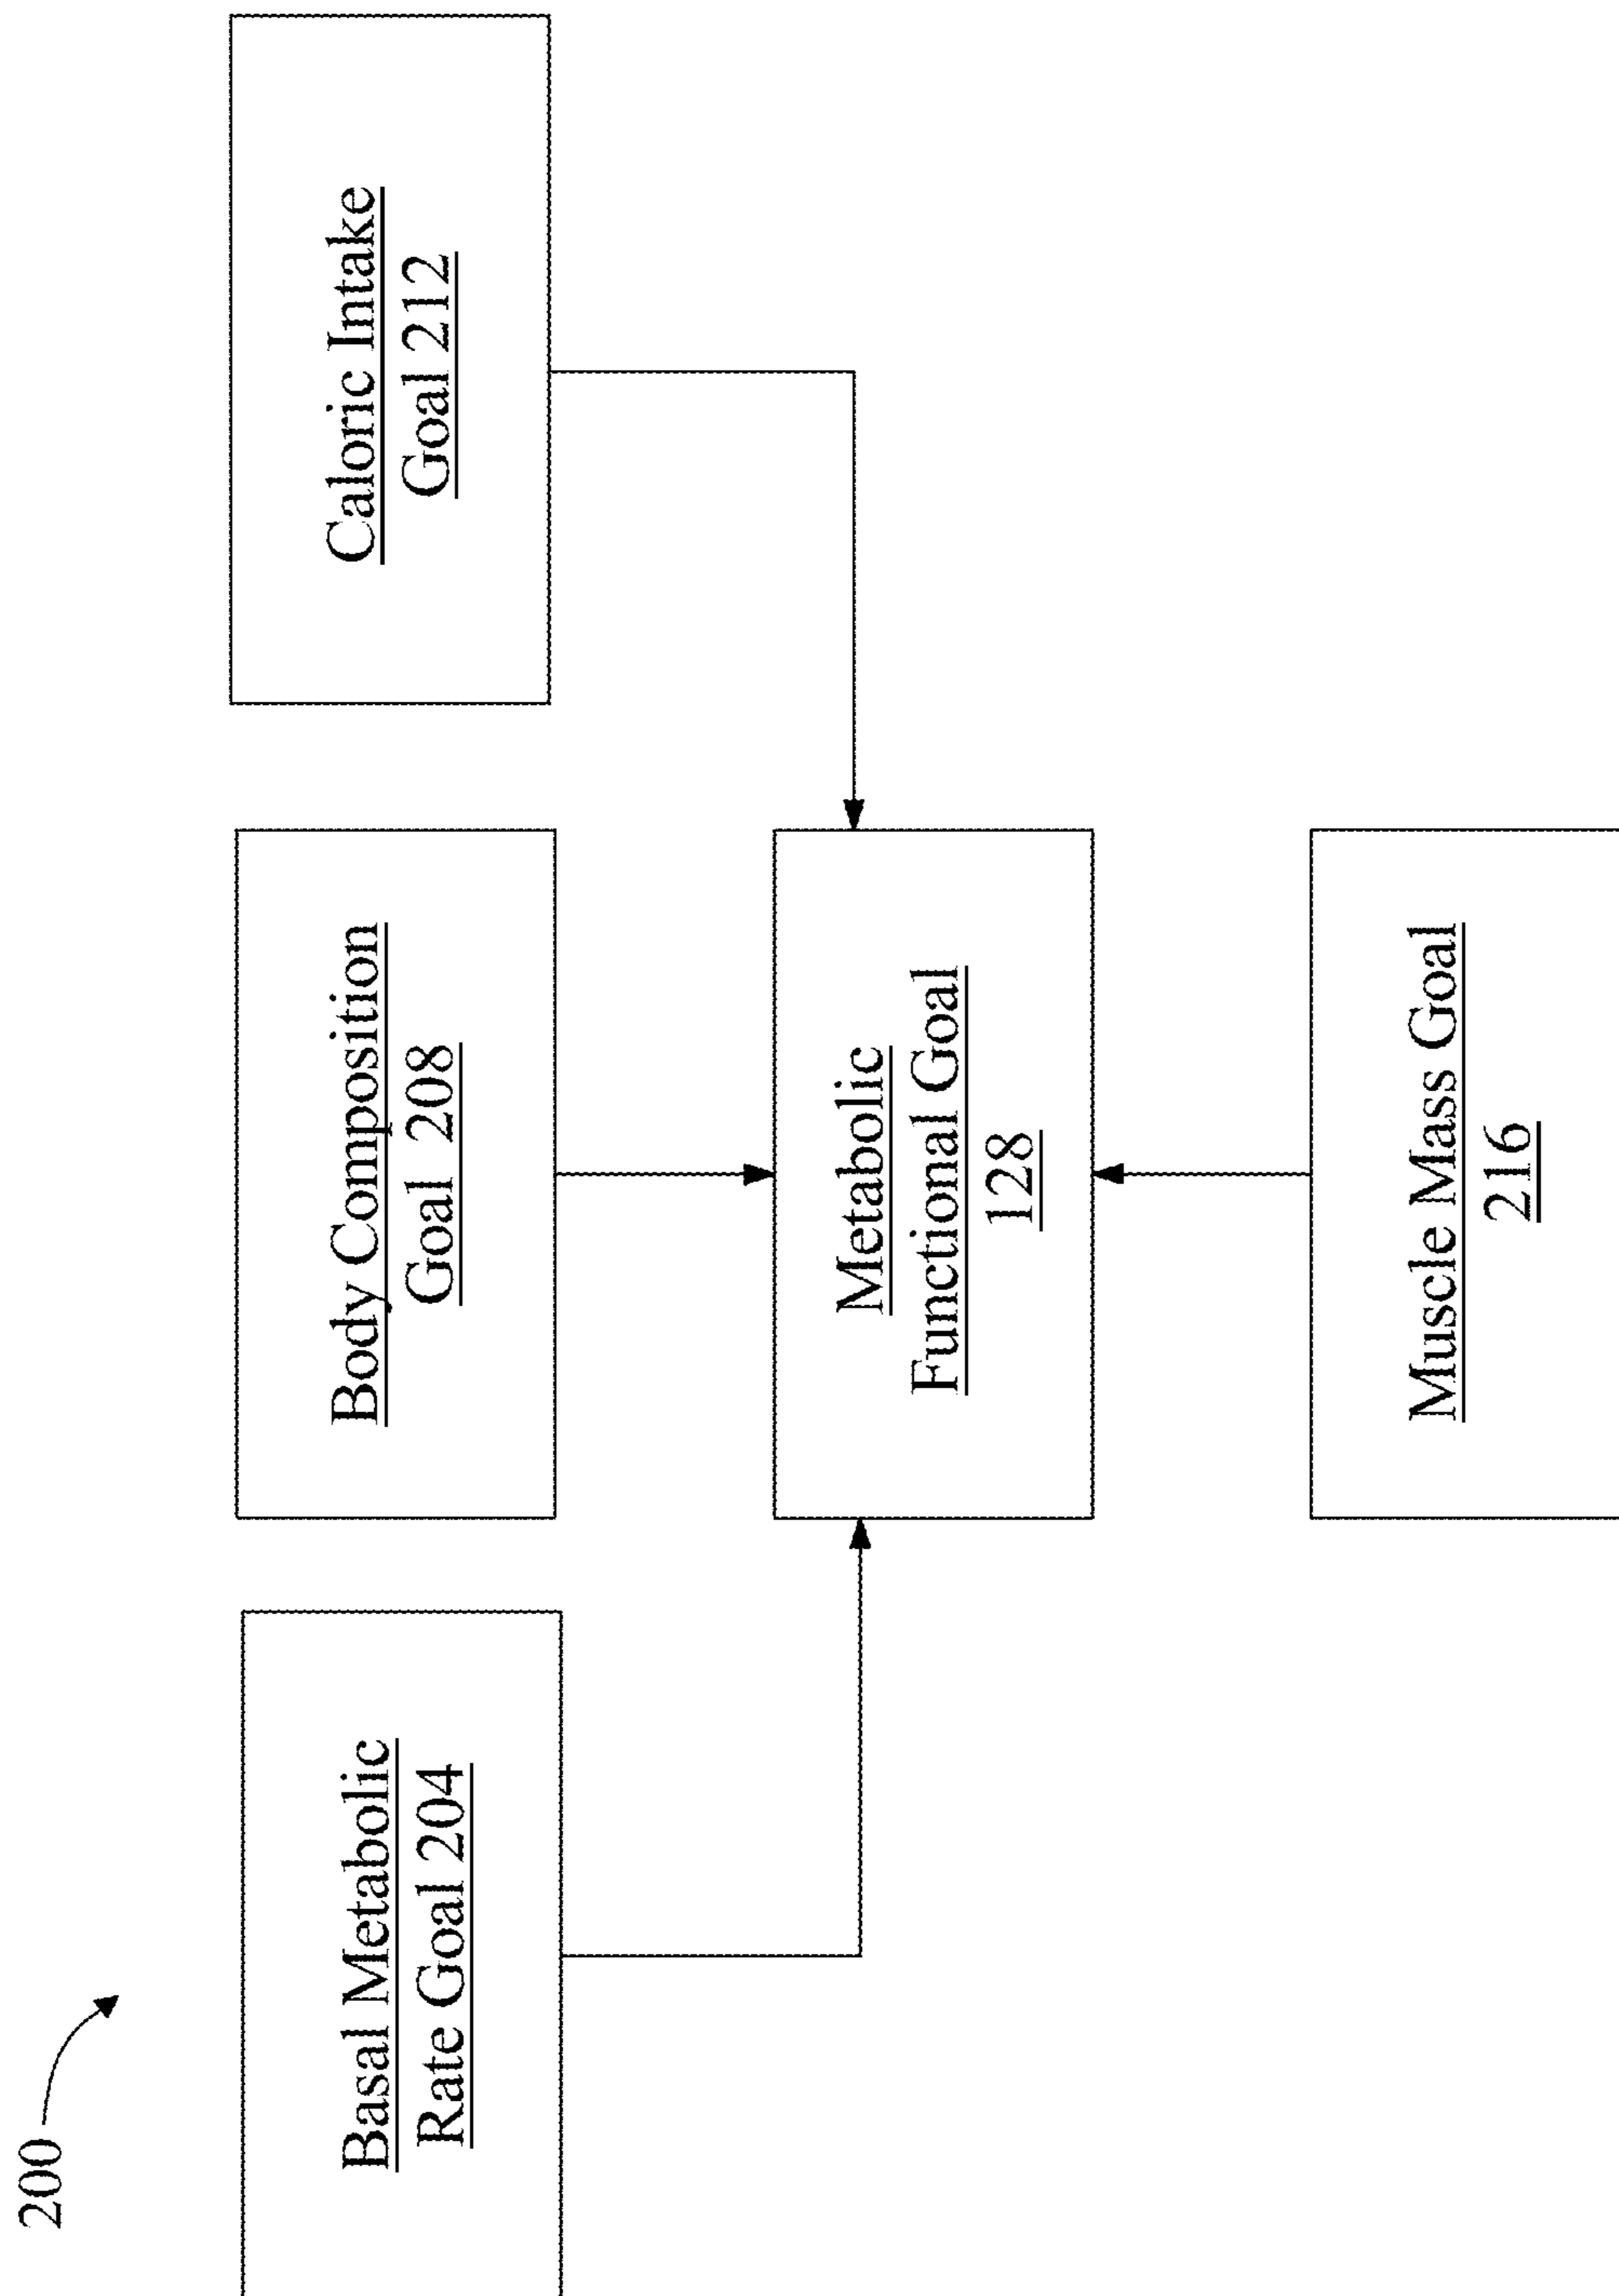 200
Basal Metabolic
Rate Goal 204
Body Composition
Goal 208
Caloric Intake
Goal 212
Metabolic
Functional Goal
128
Muscle Mass Goal
216